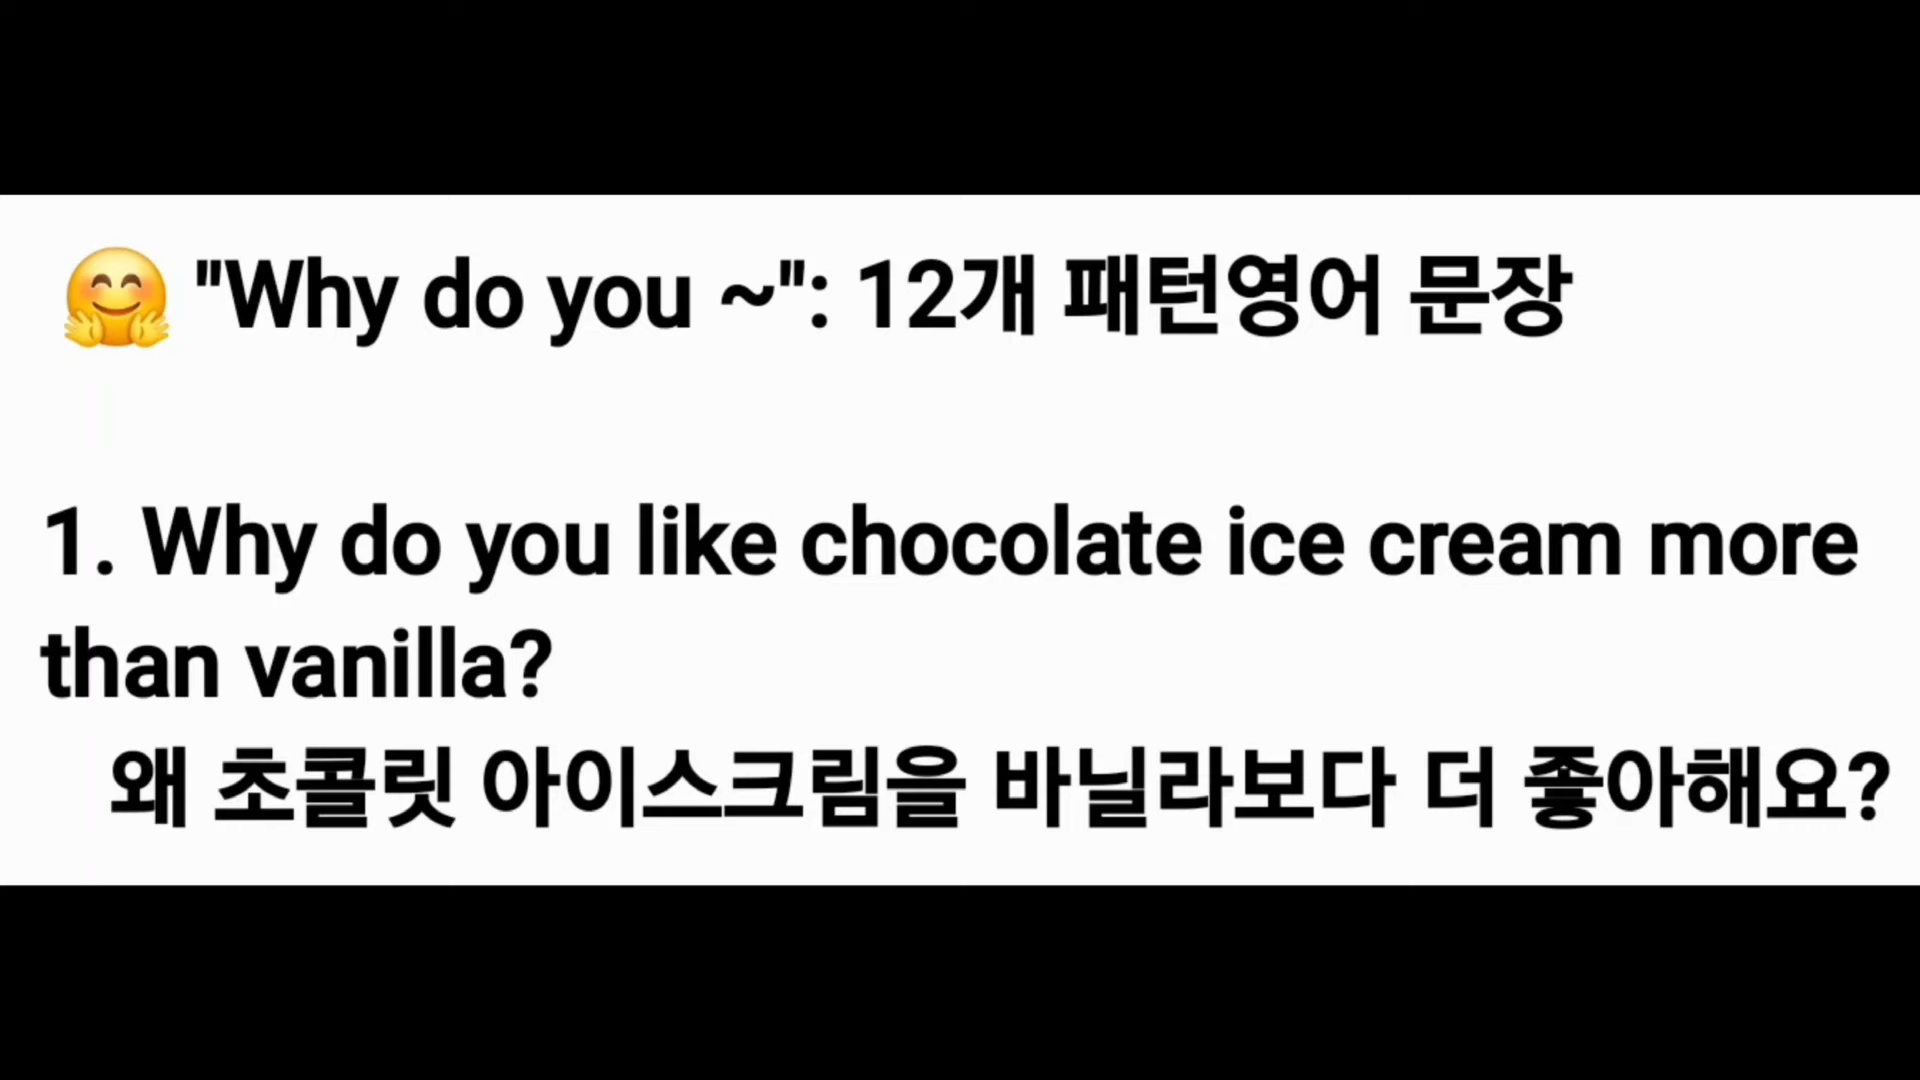 🤗 "Why do you ~": 12개 패턴영어 문장
1. Why do you like chocolate ice cream more
than vanilla?
왜 초콜릿 아이스크림을 바닐라보다 더 좋아해요?